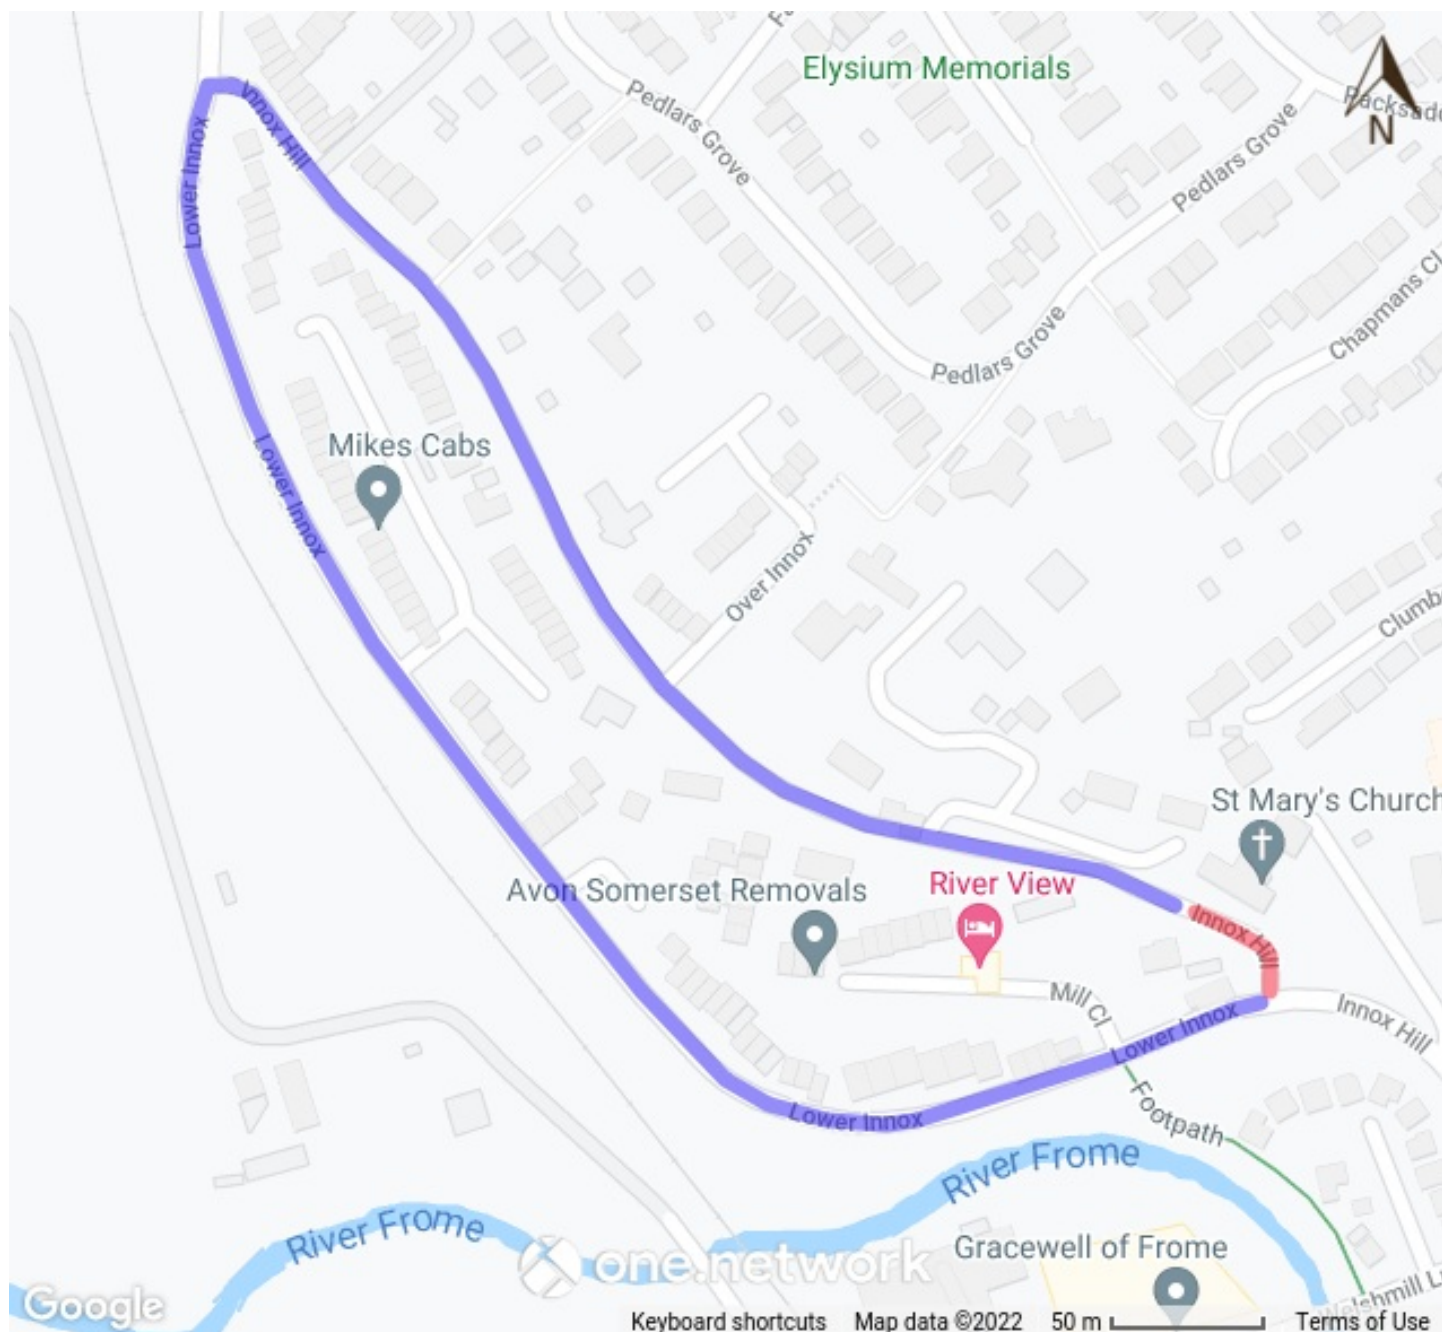 Elysium Memorials
N
Innox Hill
Pedlars Grove
Pedlars Grove
Lower Innox
Pedlars Grove
Mikes Cabs
Lower Innox
Over Innox
St Mary's Church
Avon Somerset Removals
River View
Innox Hill
Mill Cl
Lower Innox
Innox Hill
Lower Innox
Footpath
River Frome
River Frome
one.network
Gracewell of Frome
Google
Keyboard shortcuts Map data ©2022 50 m Terms of Use